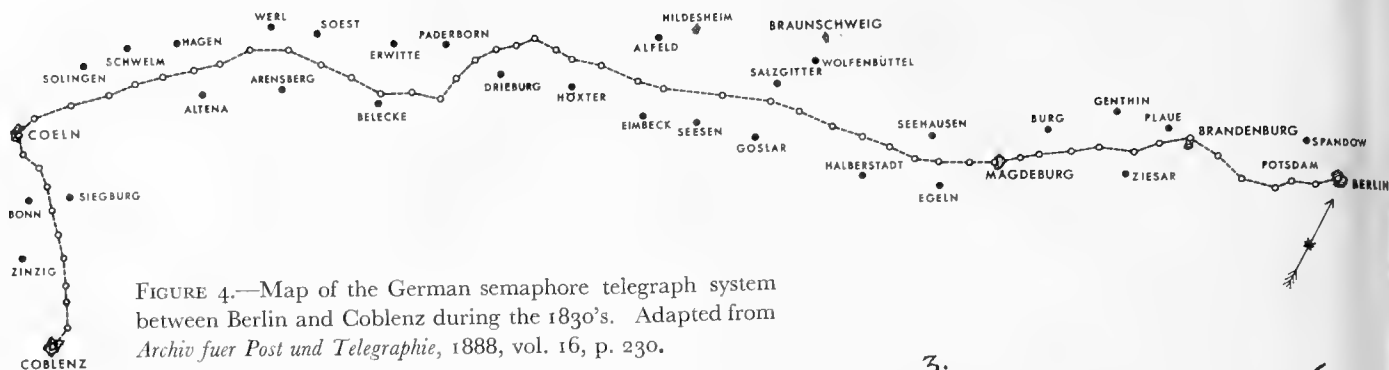 HILDESHEIM
WERL
SOEST
BRAUNSCHWEIG
HAGEN
ERWITTE
PADERBORN
ALFELD
SCHWELM
WOLFENBÜTTEL
SOLINGEN
SALZGITTER
ARENSBERG
DRIEBURG
HÖXTER
ALTENA
BELECKE
GENTHIN
EIMBECK
SEESEN
SEEHAUSEN
BURG
PLAUE
BRANDENBURG
COELN
GOSLAR
SPANDOW
HALBERSTADT
MAGDEBURG
ZIESAR
POTSDAM
BERLIN
SIEGBURG
EGELN
BONN
ZINZIG
COBLENZ
FIGURE 4.—Map of the German semaphore telegraph system
between Berlin and Coblenz during the 1830's. Adapted from
Archiv fuer Post und Telegraphie, 1888, vol. 16, p. 230.
3.